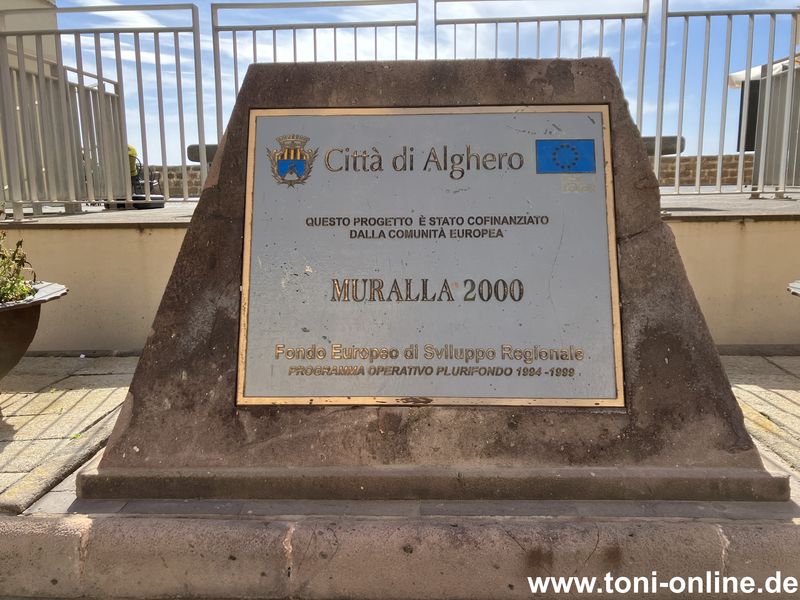 Città di Alghero
QUESTO PROGETTO È STATO COFINANZIATO
DALLA COMUNITÀ EUROPEA
MURALLA 2000
Fondo Europeo di Sviluppo Regionale
PROGRAMMA OPERATIVO PLURIFONDO 1994 -1999
www.toni-online.de